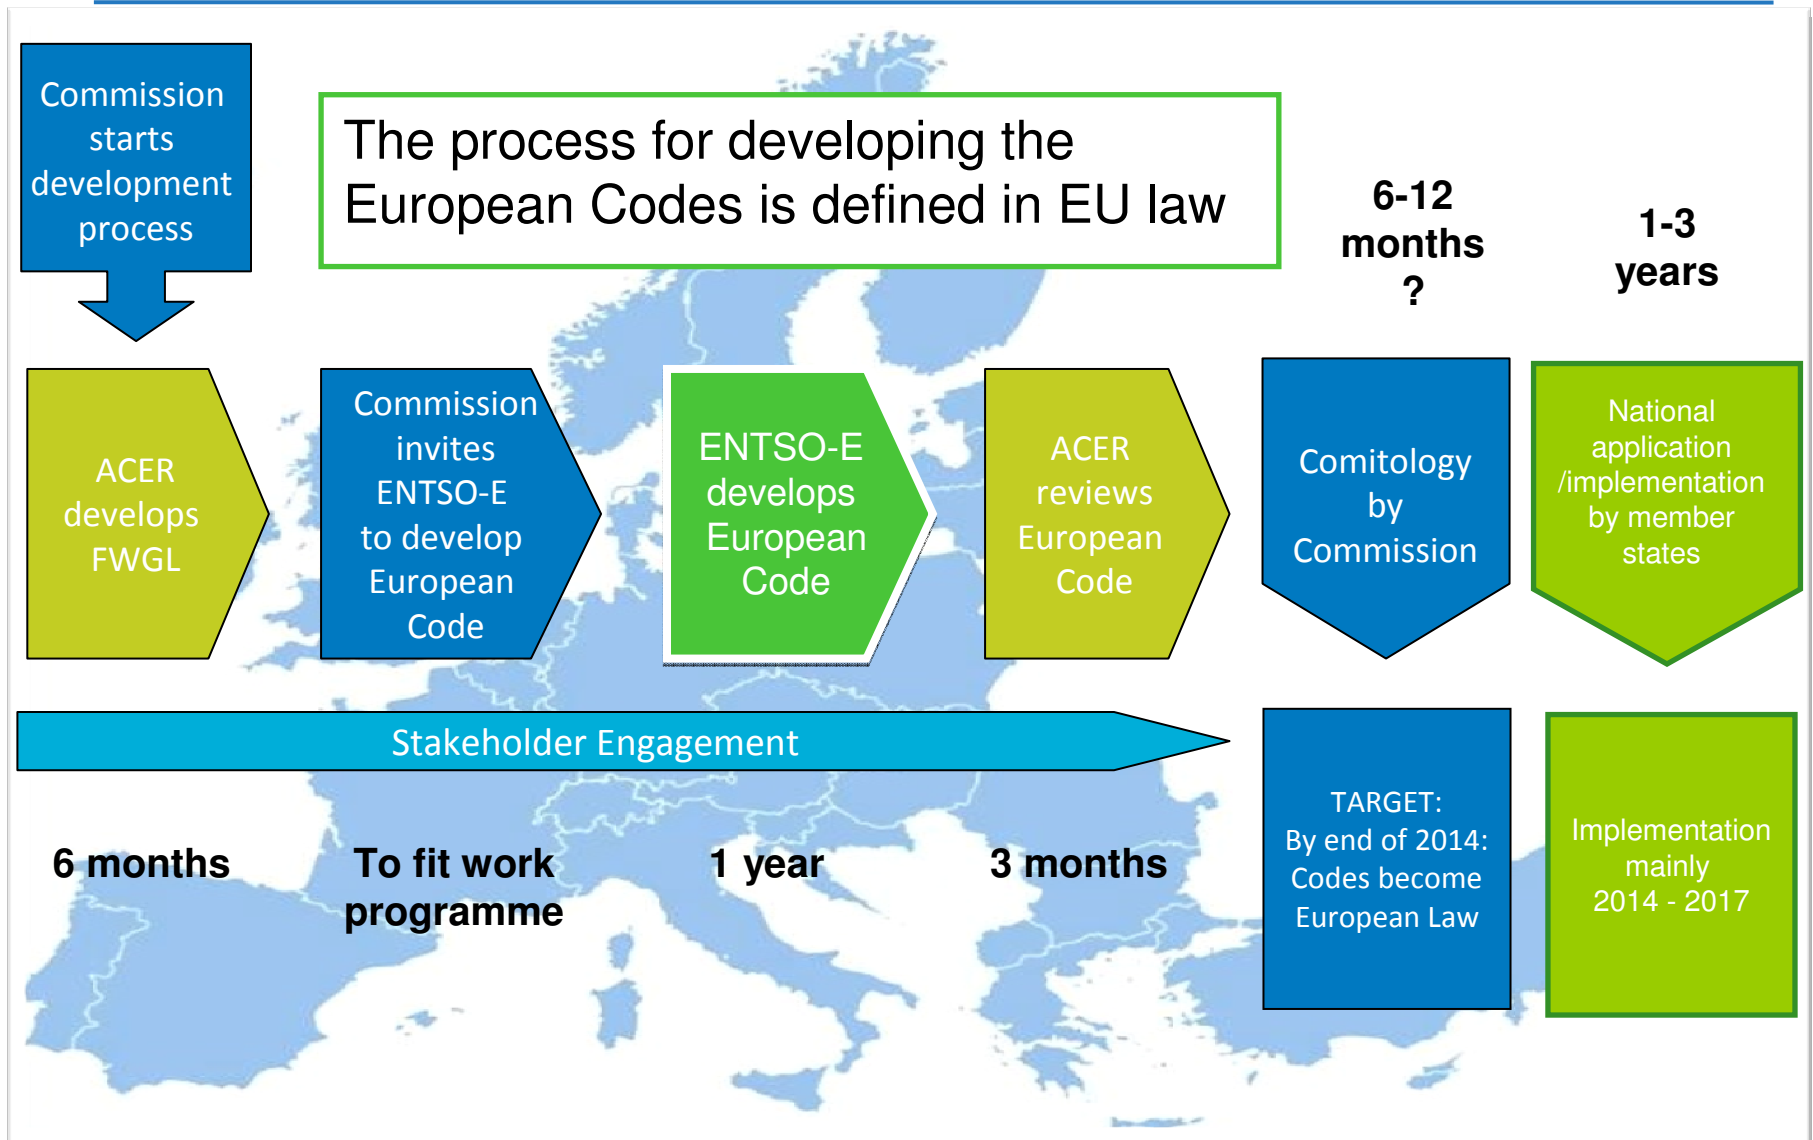 Commission
starts
development
process
The process for developing the
European Codes is defined in EU law
6-12
months
?
1-3
years
ACER
develops
FWGL
Commission
invites
ENTSO-E
to develop
European
Code
ENTSO-E
develops
European
Code
ACER
reviews
European
Code
Comitology
by
Commission
National
application
/implementation
by member
states
Stakeholder Engagement
6 months
To fit work
programme
1 year
3 months
TARGET:
By end of 2014:
Codes become
European Law
Implementation
mainly
2014 - 2017